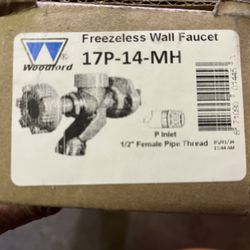 Freezeless Wall Faucet
Woodford ®
17P-14-MH
P Inlet
1/2" Female Pipe Thread